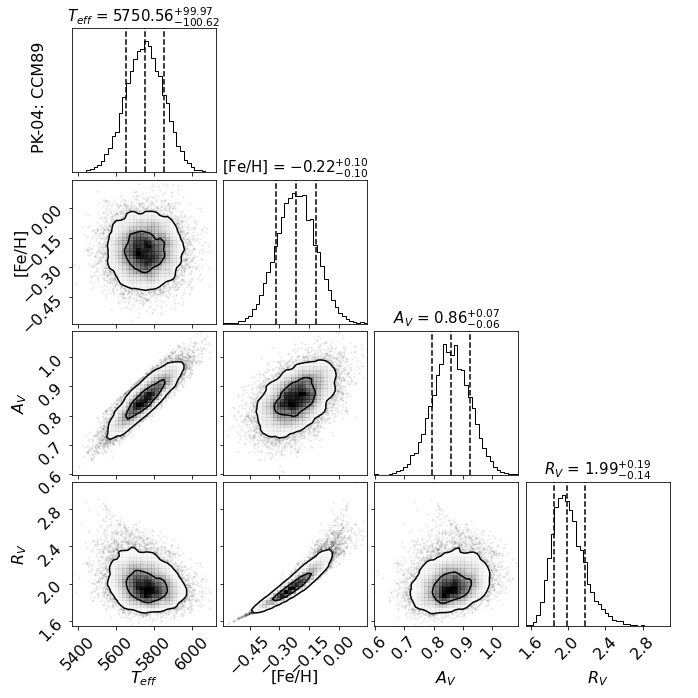 T_eff = 5750.56 +99.97 −100.62
PK-04: CCM89
[Fe/H] = −0.22 +0.10 −0.10
[Fe/H]
0.00
−0.15
−0.30
−0.45
A_V = 0.86 +0.07 −0.06
A_V
1.0
0.9
0.8
0.7
0.6
R_V = 1.99 +0.19 −0.14
R_V
2.8
2.4
2.0
1.6
5400 5600 5800 6000
−0.45 −0.30 −0.15 0.00
0.6 0.7 0.8 0.9 1.0
1.6 2.0 2.4 2.8
T_eff [Fe/H] A_V R_V